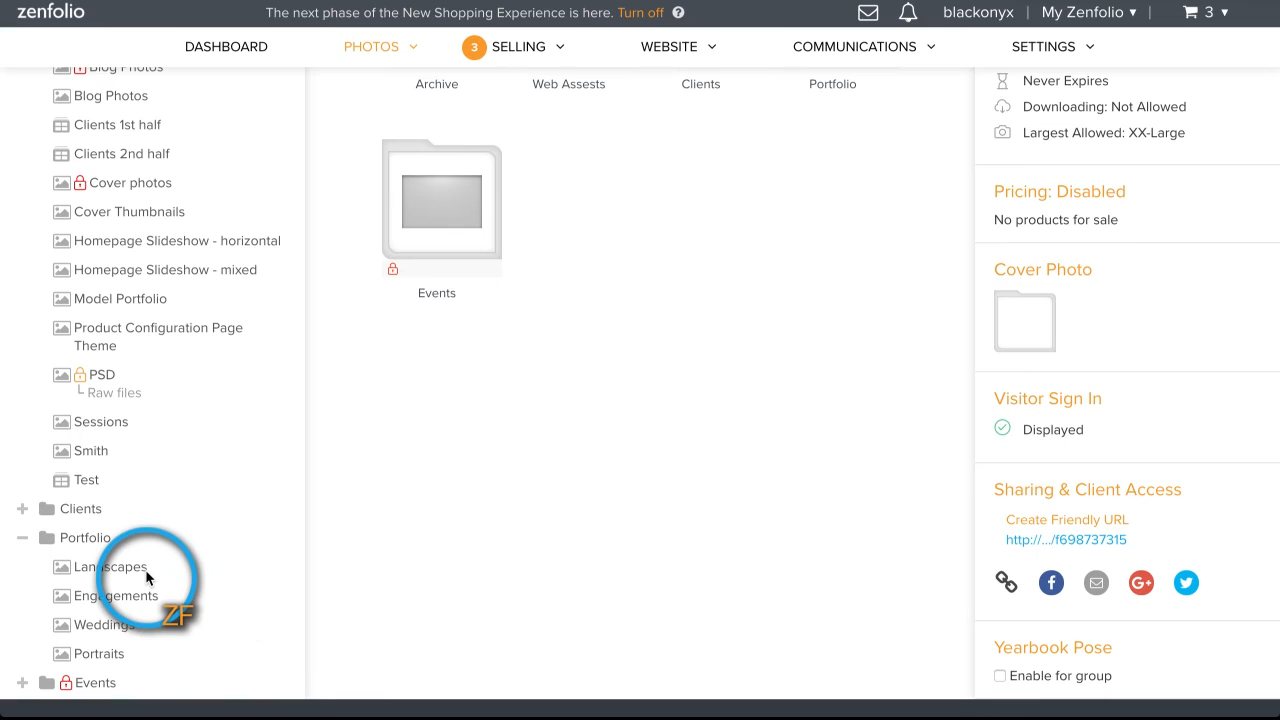 zenfolio
The next phase of the New Shopping Experience is here. Turn off ?
blackonyx | My Zenfolio ▾ | 3 ▾
DASHBOARD
PHOTOS
3 SELLING
WEBSITE
COMMUNICATIONS
SETTINGS
Blog Photos
Blog Photos
Clients 1st half
Clients 2nd half
Cover photos
Cover Thumbnails
Homepage Slideshow - horizontal
Homepage Slideshow - mixed
Model Portfolio
Product Configuration Page
Theme
PSD
Raw files
Sessions
Smith
Test
Clients
Portfolio
Landscapes
Engagements
Weddings
ZF
Portraits
Events
Archive
Web Assests
Clients
Portfolio
Events
Never Expires
Downloading: Not Allowed
Largest Allowed: XX-Large
Pricing: Disabled
No products for sale
Cover Photo
Visitor Sign In
Displayed
Sharing & Client Access
Create Friendly URL
http://.../f698737315
Yearbook Pose
Enable for group